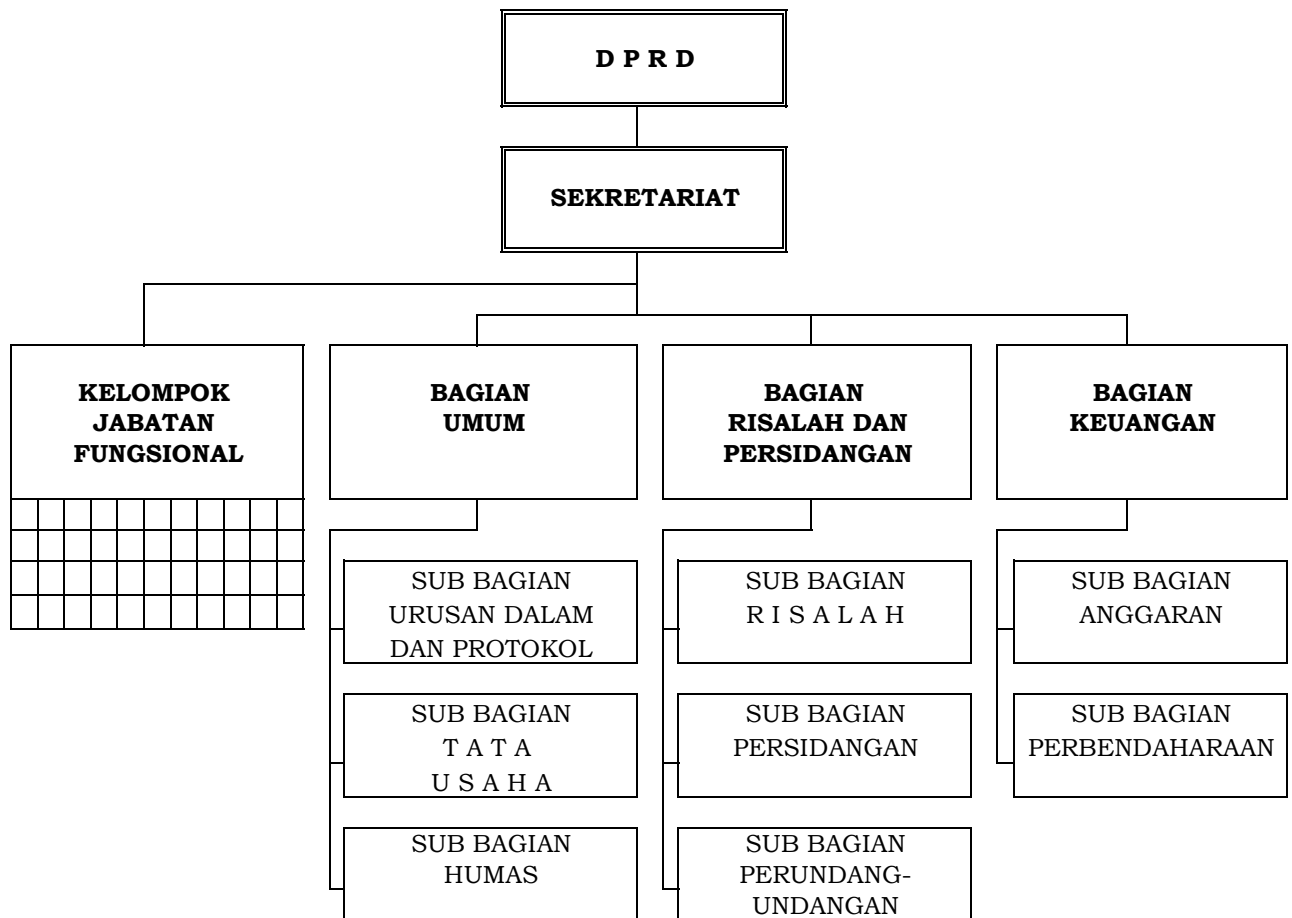 D P R D
SEKRETARIAT
KELOMPOK
JABATAN
FUNGSIONAL
BAGIAN
UMUM
BAGIAN
RISALAH DAN
PERSIDANGAN
BAGIAN
KEUANGAN
SUB BAGIAN
URUSAN DALAM
DAN PROTOKOL
SUB BAGIAN
R I S A L A H
SUB BAGIAN
ANGGARAN
SUB BAGIAN
T A T A
U S A H A
SUB BAGIAN
PERSIDANGAN
SUB BAGIAN
PERBENDAHARAAN
SUB BAGIAN
HUMAS
SUB BAGIAN
PERUNDANG-
UNDANGAN